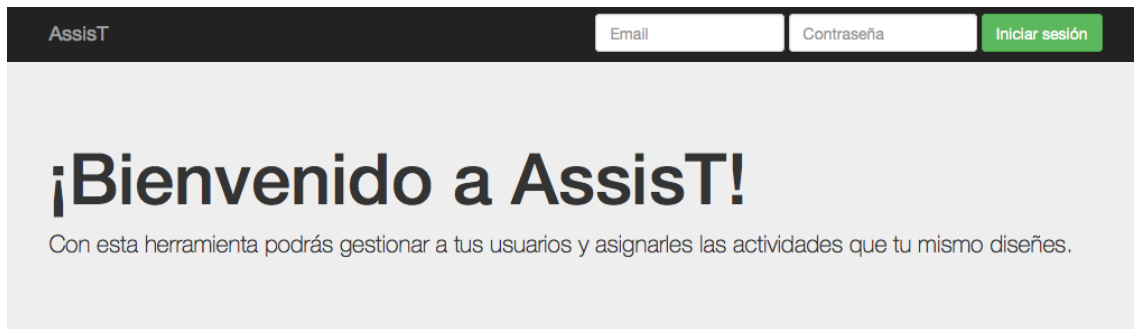 AssisT
Email
Contraseña
Iniciar sesión
¡Bienvenido a AssisT!
Con esta herramienta podrás gestionar a tus usuarios y asignarles las actividades que tu mismo diseñes.